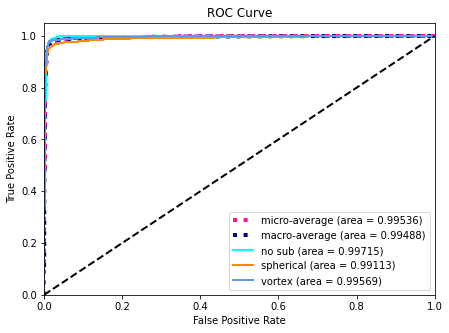 ROC Curve
1.0
0.8
0.6
0.4
0.2
0.0
True Positive Rate
micro-average (area = 0.99536)
macro-average (area = 0.99488)
no sub (area = 0.99715)
spherical (area = 0.99113)
vortex (area = 0.99569)
0.0 0.2 0.4 0.6 0.8 1.0
False Positive Rate